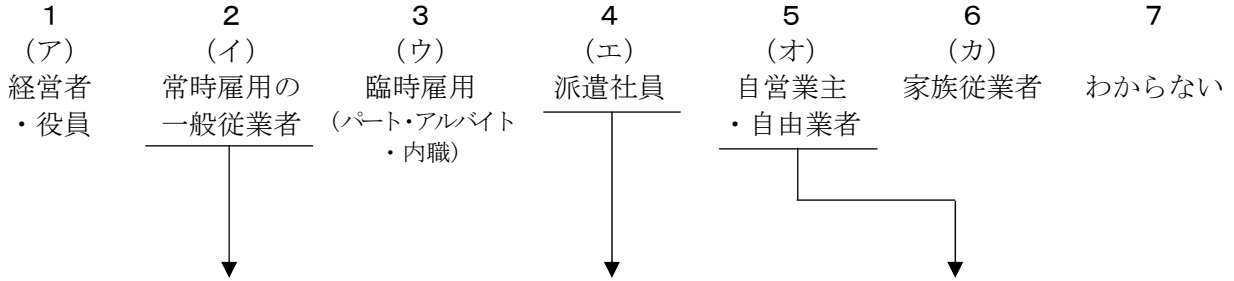 1 2 3 4 5 6 7
(ア) (イ) (ウ) (エ) (オ) (カ)
経営者 常時雇用の 臨時雇用 派遣社員 自営業主 家族従業者 わからない
・役員 一般従業者 (パート・アルバイト ・自由業者
・内職)